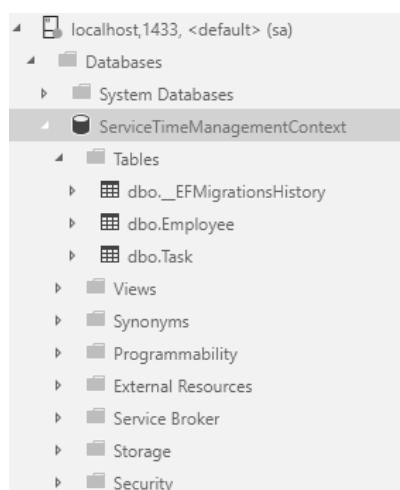 localhost,1433, <default> (sa)
Databases
System Databases
ServiceTimeManagementContext
Tables
dbo.__EFMigrationsHistory
dbo.Employee
dbo.Task
Views
Synonyms
Programmability
External Resources
Service Broker
Storage
Security